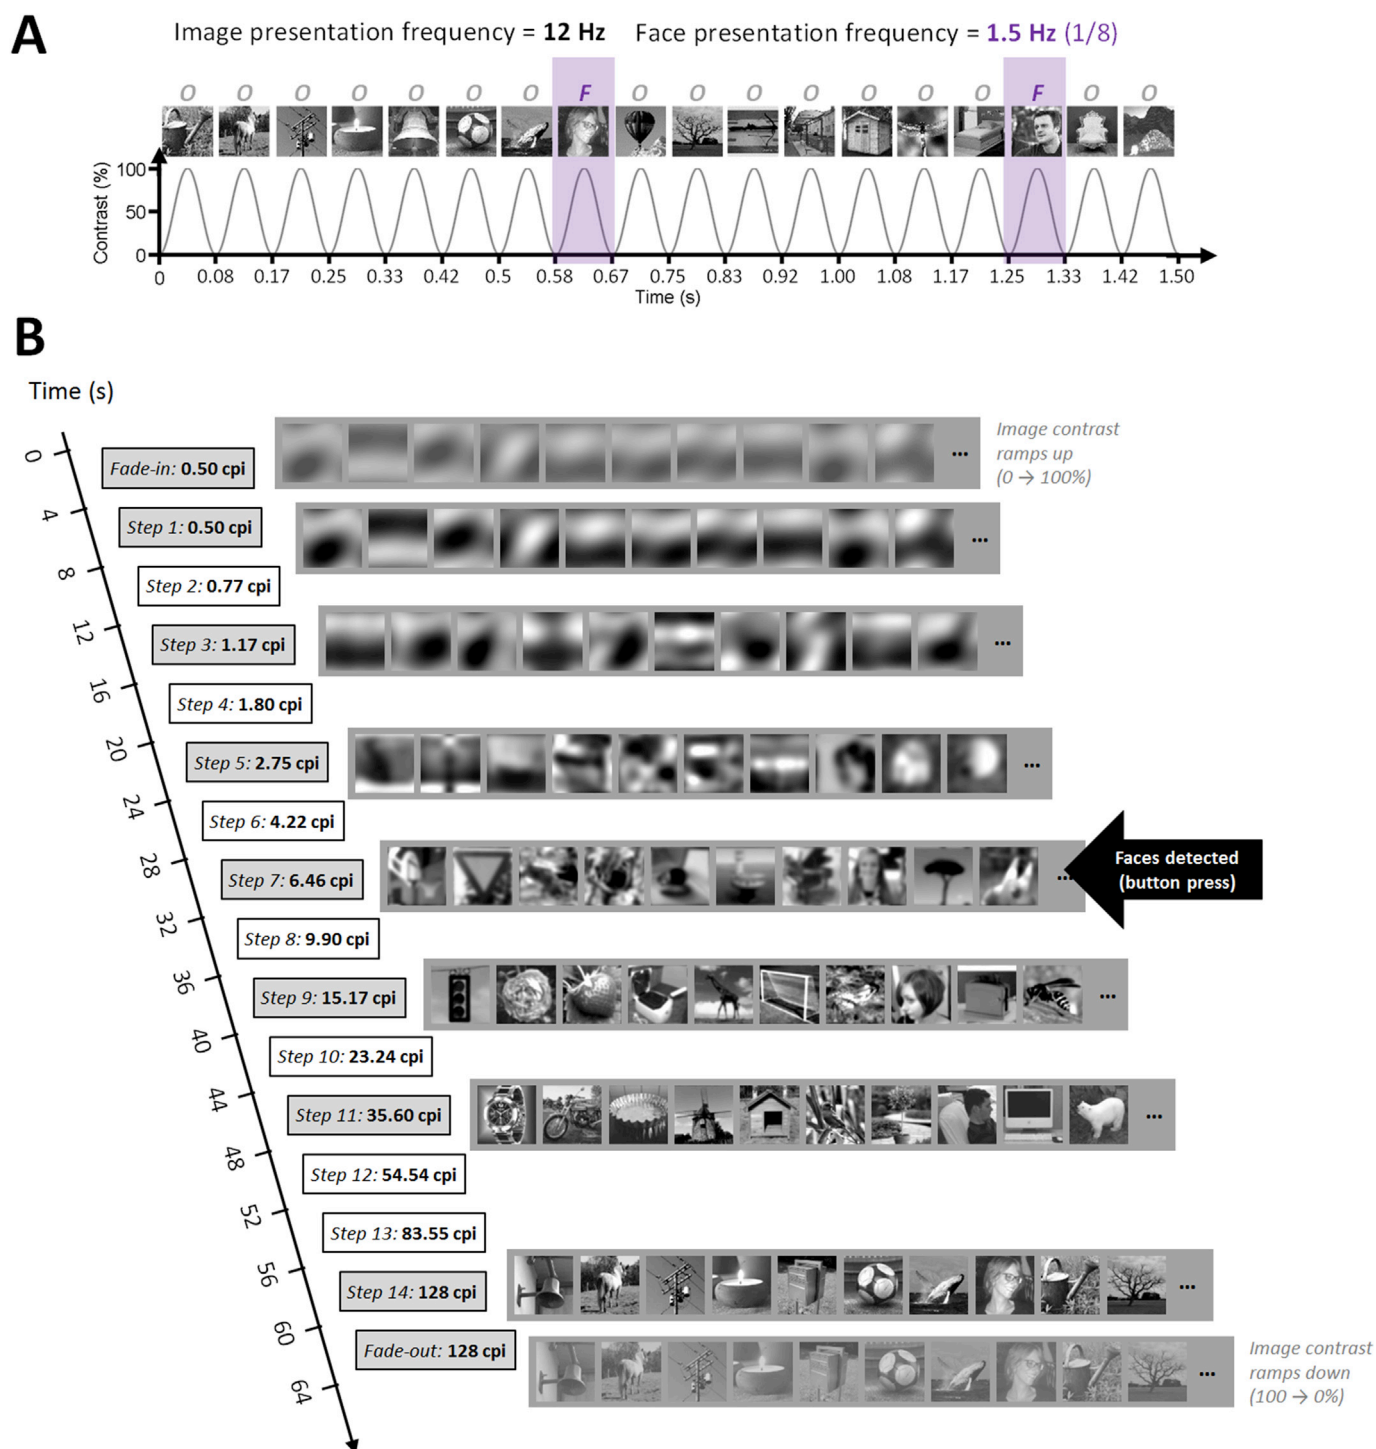 A
Image presentation frequency = 12 Hz Face presentation frequency = 1.5 Hz (1/8)
O O O O O O O F O O O O O O O F O O
Contrast (%)
100
50
0
0 0.08 0.17 0.25 0.33 0.42 0.5 0.58 0.67 0.75 0.83 0.92 1.00 1.08 1.17 1.25 1.33 1.42 1.50
Time (s)
B
Time (s)
0
Fade-in: 0.50 cpi
...
Image contrast
ramps up
(0 → 100%)
4
Step 1: 0.50 cpi
...
8
Step 2: 0.77 cpi
12
Step 3: 1.17 cpi
...
16
Step 4: 1.80 cpi
20
Step 5: 2.75 cpi
...
24
Step 6: 4.22 cpi
28
Step 7: 6.46 cpi
...
Faces detected
(button press)
32
Step 8: 9.90 cpi
36
Step 9: 15.17 cpi
...
40
Step 10: 23.24 cpi
44
Step 11: 35.60 cpi
...
48
Step 12: 54.54 cpi
52
Step 13: 83.55 cpi
56
Step 14: 128 cpi
...
60
Fade-out: 128 cpi
...
Image contrast
ramps down
(100 → 0%)
64